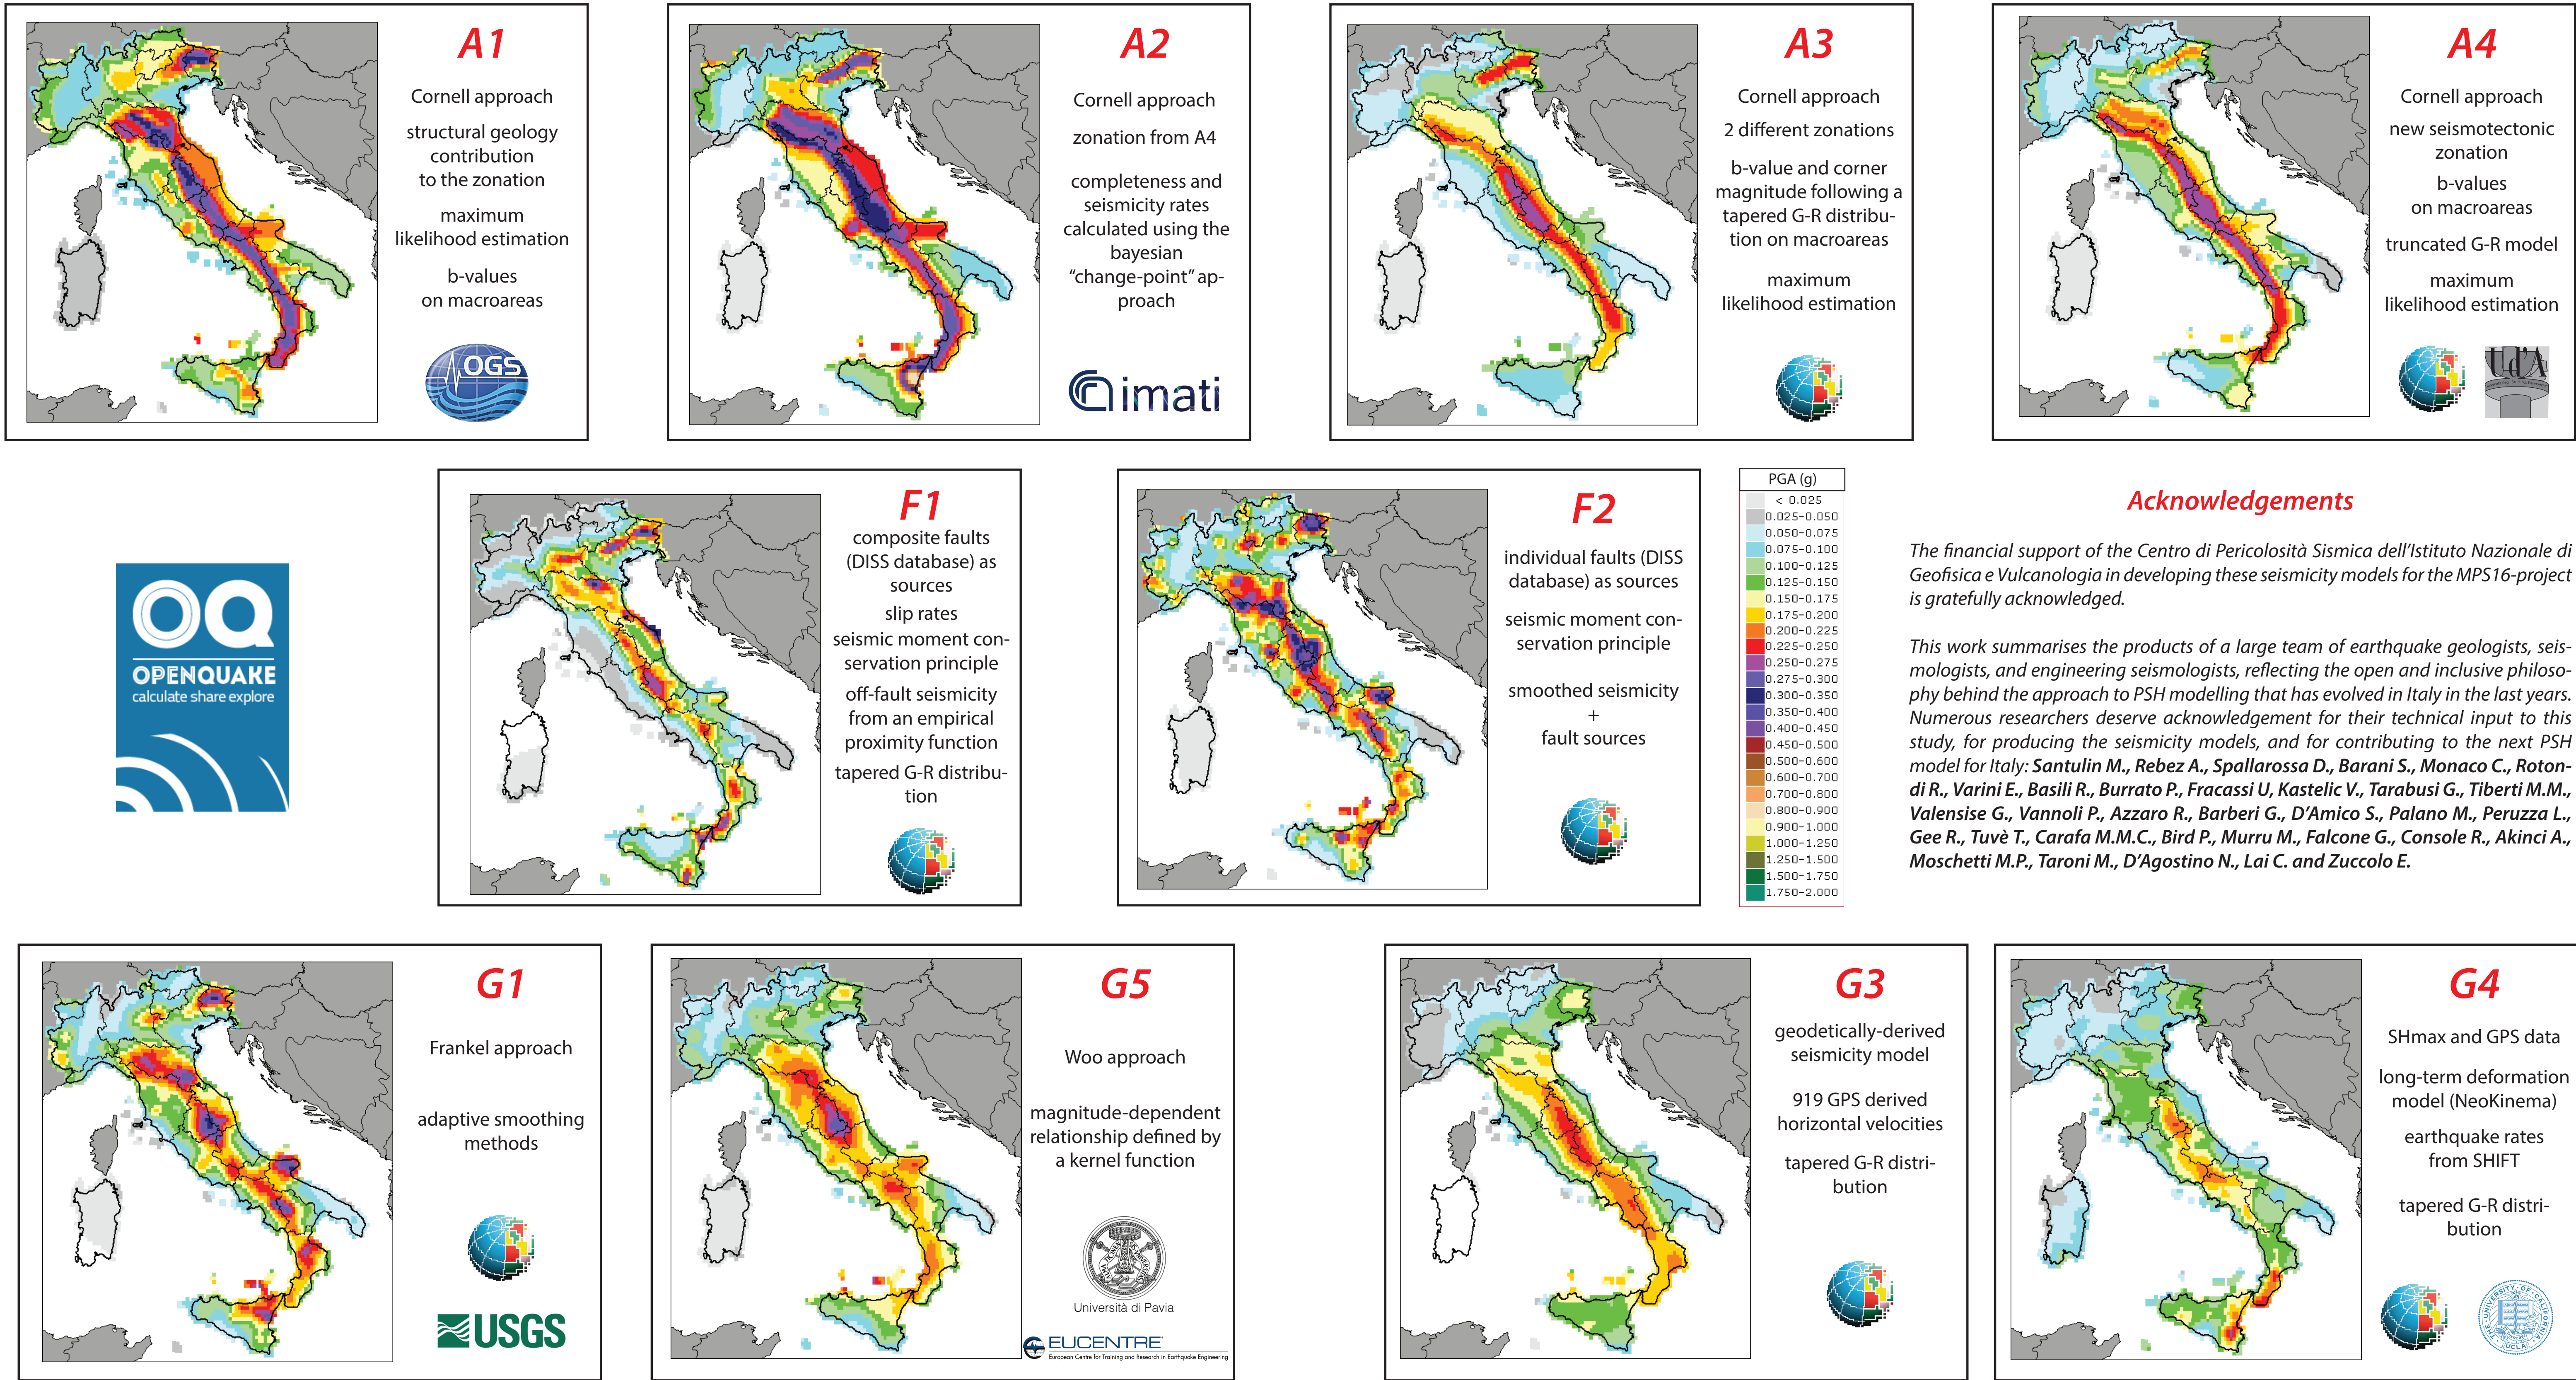 A1
Cornell approach
structural geology
contribution
to the zonation
maximum
likelihood estimation
b-values
on macroareas
OGS
A2
Cornell approach
zonation from A4
completeness and
seismicity rates
calculated using the
bayesian
“change-point” ap-
proach
imati
A3
Cornell approach
2 different zonations
b-value and corner
magnitude following a
tapered G-R distribu-
tion on macroareas
maximum
likelihood estimation
A4
Cornell approach
new seismotectonic
zonation
b-values
on macroareas
truncated G-R model
maximum
likelihood estimation
Ud'A
OQ
OPENQUAKE
calculate share explore
F1
composite faults
(DISS database) as
sources
slip rates
seismic moment con-
servation principle
off-fault seismicity
from an empirical
proximity function
tapered G-R distribu-
tion
F2
individual faults (DISS
database) as sources
seismic moment con-
servation principle
smoothed seismicity
+
fault sources
PGA (g)
< 0.025
0.025-0.050
0.050-0.075
0.075-0.100
0.100-0.125
0.125-0.150
0.150-0.175
0.175-0.200
0.200-0.225
0.225-0.250
0.250-0.275
0.275-0.300
0.300-0.350
0.350-0.400
0.400-0.450
0.450-0.500
0.500-0.600
0.600-0.700
0.700-0.800
0.800-0.900
0.900-1.000
1.000-1.250
1.250-1.500
1.500-1.750
1.750-2.000
Acknowledgements
The financial support of the Centro di Pericolosità Sismica dell'Istituto Nazionale di
Geofisica e Vulcanologia in developing these seismicity models for the MPS16-project
is gratefully acknowledged.
This work summarises the products of a large team of earthquake geologists, seis-
mologists, and engineering seismologists, reflecting the open and inclusive philoso-
phy behind the approach to PSH modelling that has evolved in Italy in the last years.
Numerous researchers deserve acknowledgement for their technical input to this
study, for producing the seismicity models, and for contributing to the next PSH
model for Italy: Santulin M., Rebez A., Spallarossa D., Barani S., Monaco C., Roton-
di R., Varini E., Basili R., Burrato P., Fracassi U, Kastelic V., Tarabusi G., Tiberti M.M.,
Valensise G., Vannoli P., Azzaro R., Barberi G., D'Amico S., Palano M., Peruzza L.,
Gee R., Tuvè T., Carafa M.M.C., Bird P., Murru M., Falcone G., Console R., Akinci A.,
Moschetti M.P., Taroni M., D'Agostino N., Lai C. and Zuccolo E.
G1
Frankel approach
adaptive smoothing
methods
USGS
G5
Woo approach
magnitude-dependent
relationship defined by
a kernel function
Università di Pavia
EUCENTRE
European Centre for Training and Research in Earthquake Engineering
G3
geodetically-derived
seismicity model
919 GPS derived
horizontal velocities
tapered G-R distri-
bution
G4
SHmax and GPS data
long-term deformation
model (NeoKinema)
earthquake rates
from SHIFT
tapered G-R distri-
bution
THE UNIVERSITY OF CALIFORNIA
UCLA